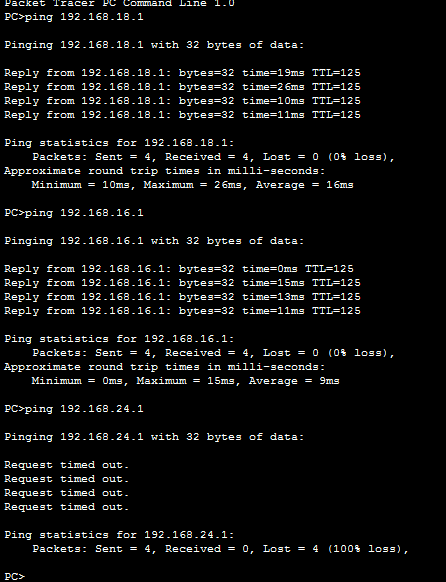 Packet Tracer PC Command Line 1.0
PC>ping 192.168.18.1
Pinging 192.168.18.1 with 32 bytes of data:
Reply from 192.168.18.1: bytes=32 time=19ms TTL=125
Reply from 192.168.18.1: bytes=32 time=26ms TTL=125
Reply from 192.168.18.1: bytes=32 time=10ms TTL=125
Reply from 192.168.18.1: bytes=32 time=11ms TTL=125
Ping statistics for 192.168.18.1:
Packets: Sent = 4, Received = 4, Lost = 0 (0% loss),
Approximate round trip times in milli-seconds:
Minimum = 10ms, Maximum = 26ms, Average = 16ms
PC>ping 192.168.16.1
Pinging 192.168.16.1 with 32 bytes of data:
Reply from 192.168.16.1: bytes=32 time=0ms TTL=125
Reply from 192.168.16.1: bytes=32 time=15ms TTL=125
Reply from 192.168.16.1: bytes=32 time=13ms TTL=125
Reply from 192.168.16.1: bytes=32 time=11ms TTL=125
Ping statistics for 192.168.16.1:
Packets: Sent = 4, Received = 4, Lost = 0 (0% loss),
Approximate round trip times in milli-seconds:
Minimum = 0ms, Maximum = 15ms, Average = 9ms
PC>ping 192.168.24.1
Pinging 192.168.24.1 with 32 bytes of data:
Request timed out.
Request timed out.
Request timed out.
Request timed out.
Ping statistics for 192.168.24.1:
Packets: Sent = 4, Received = 0, Lost = 4 (100% loss),
PC>